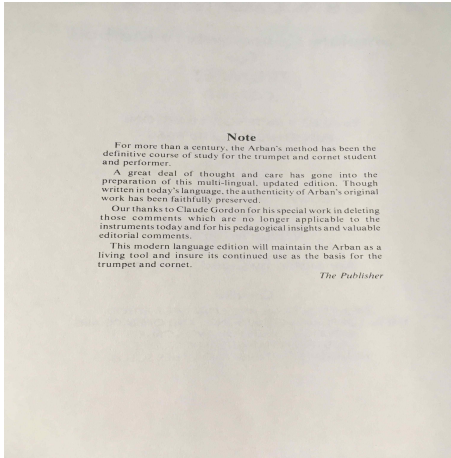 Note
For more than a century, the Arban's method has been the
definitive course of study for the trumpet and cornet student
and performer.
A great deal of thought and care has gone into the
preparation of this multi-lingual, updated edition. Though
written in today's language, the authenticity of Arban's original
work has been faithfully preserved.
Our thanks to Claude Gordon for his special work in deleting
those comments which are no longer applicable to the
instruments today and for his pedagogical insights and valuable
editorial comments.
This modern language edition will maintain the Arban as a
living tool and insure its continued use as the basis for the
trumpet and cornet.
The Publisher